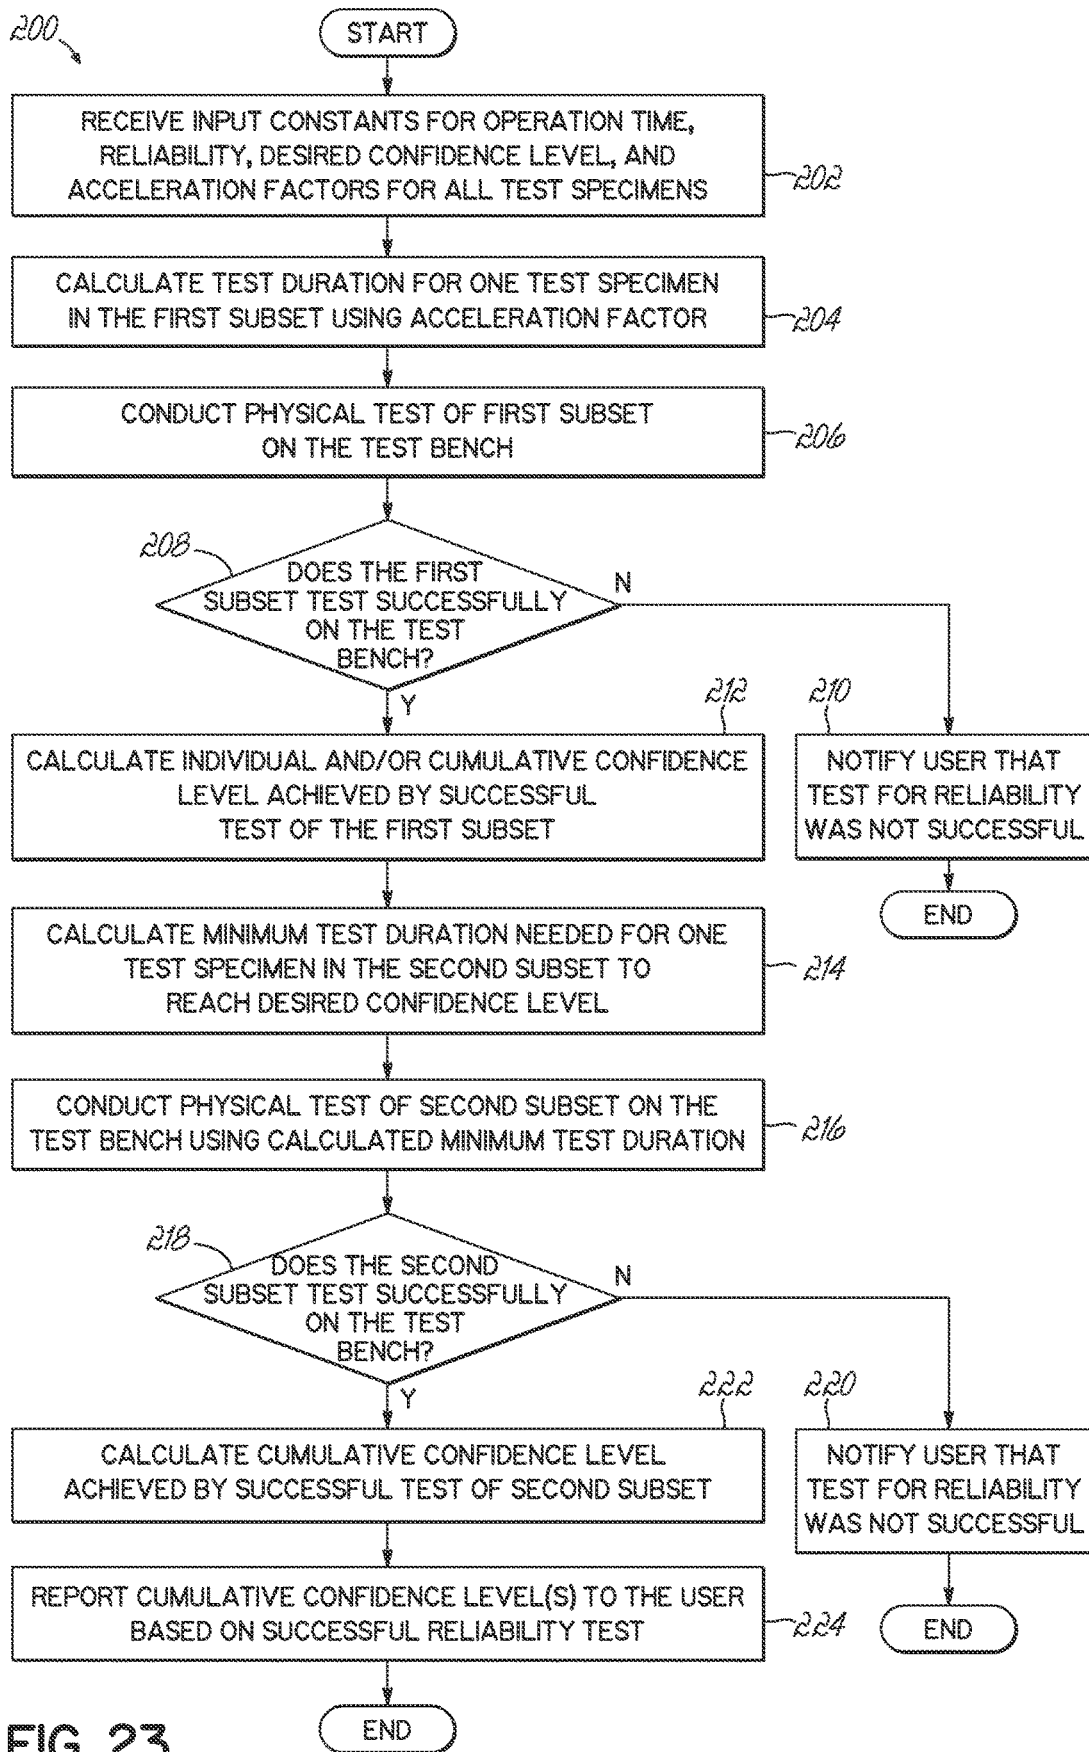 200
START
RECEIVE INPUT CONSTANTS FOR OPERATION TIME,
RELIABILITY, DESIRED CONFIDENCE LEVEL, AND
ACCELERATION FACTORS FOR ALL TEST SPECIMENS
202
CALCULATE TEST DURATION FOR ONE TEST SPECIMEN
IN THE FIRST SUBSET USING ACCELERATION FACTOR
204
CONDUCT PHYSICAL TEST OF FIRST SUBSET
ON THE TEST BENCH
206
208
DOES THE FIRST
SUBSET TEST SUCCESSFULLY
ON THE TEST
BENCH?
N
Y
212
CALCULATE INDIVIDUAL AND/OR CUMULATIVE CONFIDENCE
LEVEL ACHIEVED BY SUCCESSFUL
TEST OF THE FIRST SUBSET
210
NOTIFY USER THAT
TEST FOR RELIABILITY
WAS NOT SUCCESSFUL
END
CALCULATE MINIMUM TEST DURATION NEEDED FOR ONE
TEST SPECIMEN IN THE SECOND SUBSET TO
REACH DESIRED CONFIDENCE LEVEL
214
CONDUCT PHYSICAL TEST OF SECOND SUBSET ON THE
TEST BENCH USING CALCULATED MINIMUM TEST DURATION
216
218
DOES THE SECOND
SUBSET TEST SUCCESSFULLY
ON THE TEST
BENCH?
N
Y
222
CALCULATE CUMULATIVE CONFIDENCE LEVEL
ACHIEVED BY SUCCESSFUL TEST OF SECOND SUBSET
220
NOTIFY USER THAT
TEST FOR RELIABILITY
WAS NOT SUCCESSFUL
END
REPORT CUMULATIVE CONFIDENCE LEVEL(S) TO THE USER
BASED ON SUCCESSFUL RELIABILITY TEST
224
END
FIG. 23